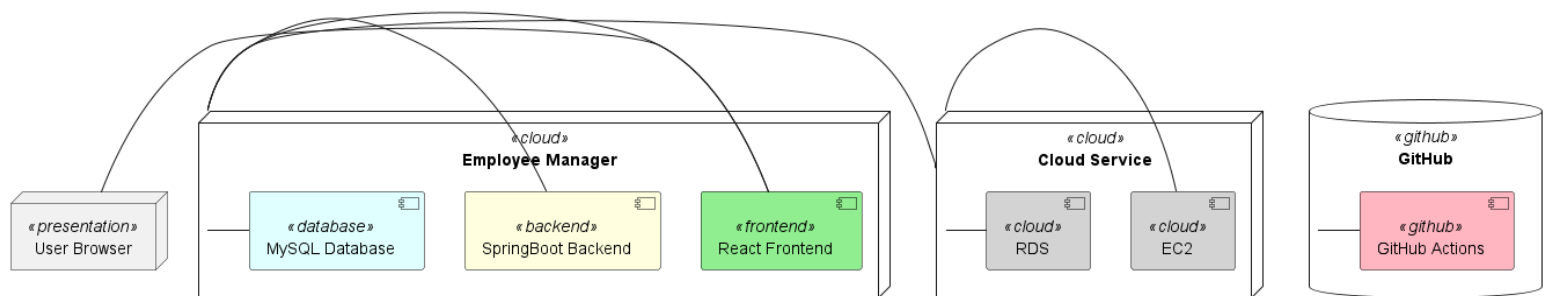 «cloud»
Employee Manager
«cloud»
Cloud Service
«github»
GitHub
«presentation»
User Browser
«database»
MySQL Database
«backend»
SpringBoot Backend
«frontend»
React Frontend
«cloud»
RDS
«cloud»
EC2
«github»
GitHub Actions